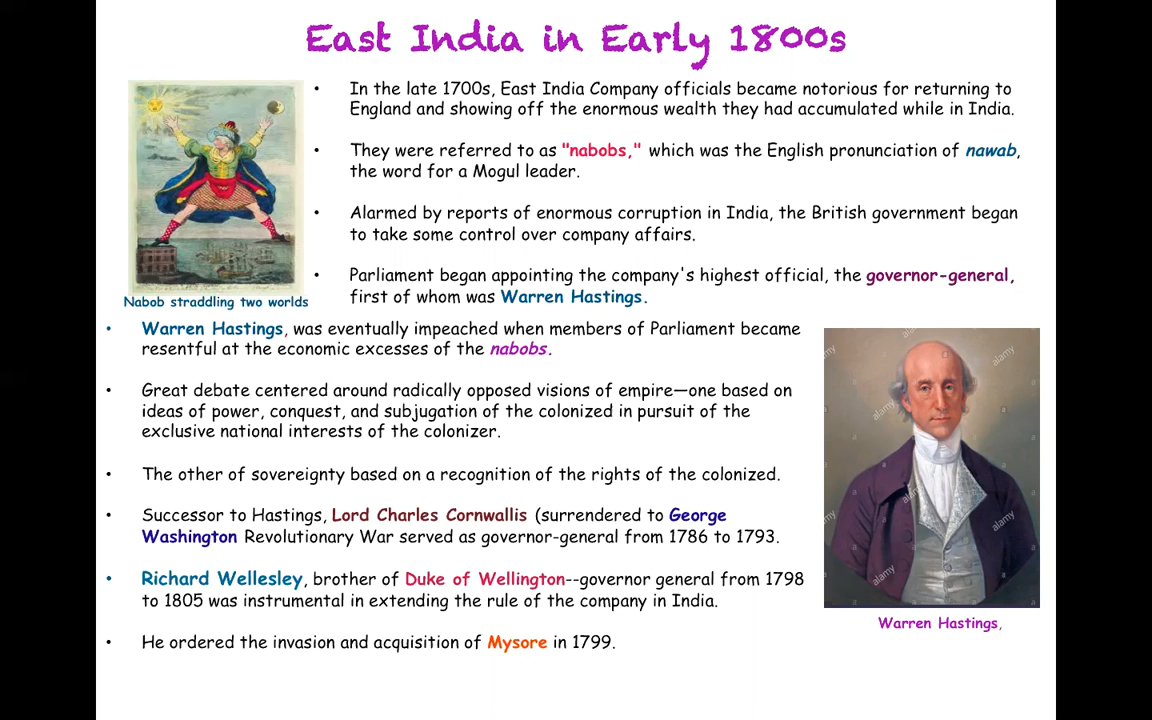 East India in Early 1800s
• In the late 1700s, East India Company officials became notorious for returning to
England and showing off the enormous wealth they had accumulated while in India.
• They were referred to as "nabobs," which was the English pronunciation of nawab,
the word for a Mogul leader.
• Alarmed by reports of enormous corruption in India, the British government began
to take some control over company affairs.
• Parliament began appointing the company's highest official, the governor-general,
first of whom was Warren Hastings.
Nabob straddling two worlds
• Warren Hastings, was eventually impeached when members of Parliament became
resentful at the economic excesses of the nabobs.
• Great debate centered around radically opposed visions of empire—one based on
ideas of power, conquest, and subjugation of the colonized in pursuit of the
exclusive national interests of the colonizer.
• The other of sovereignty based on a recognition of the rights of the colonized.
• Successor to Hastings, Lord Charles Cornwallis (surrendered to George
Washington Revolutionary War served as governor-general from 1786 to 1793.
• Richard Wellesley, brother of Duke of Wellington--governor general from 1798
to 1805 was instrumental in extending the rule of the company in India.
• He ordered the invasion and acquisition of Mysore in 1799.
alamy
alamy
alamy
alamy
alamy
Warren Hastings,